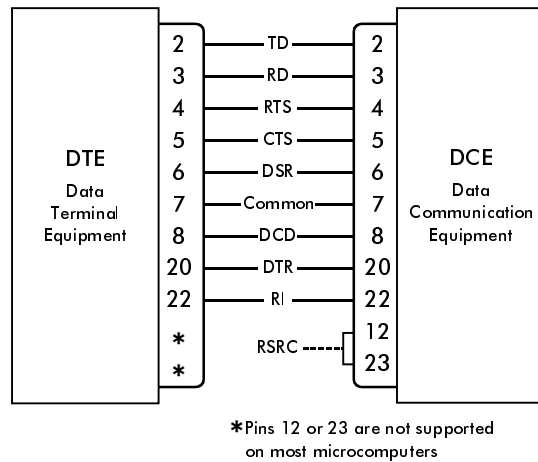 2 TD 2
3 RD 3
4 RTS 4
5 CTS 5
6 DSR 6
7 Common 7
8 DCD 8
20 DTR 20
22 RI 22
* RSRC 12
* 23
DTE
Data
Terminal
Equipment
DCE
Data
Communication
Equipment
*Pins 12 or 23 are not supported
on most microcomputers